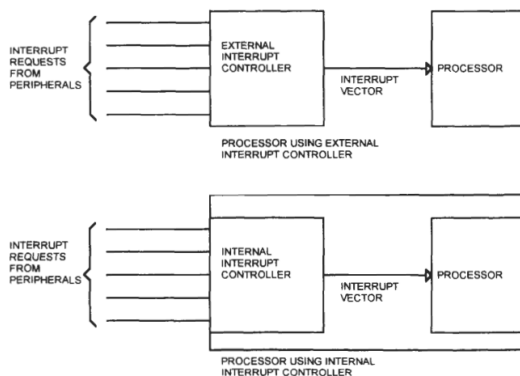 INTERRUPT
REQUESTS
FROM
PERIPHERALS
EXTERNAL
INTERRUPT
CONTROLLER
INTERRUPT
VECTOR
PROCESSOR
PROCESSOR USING EXTERNAL
INTERRUPT CONTROLLER
INTERRUPT
REQUESTS
FROM
PERIPHERALS
INTERNAL
INTERRUPT
CONTROLLER
INTERRUPT
VECTOR
PROCESSOR
PROCESSOR USING INTERNAL
INTERRUPT CONTROLLER